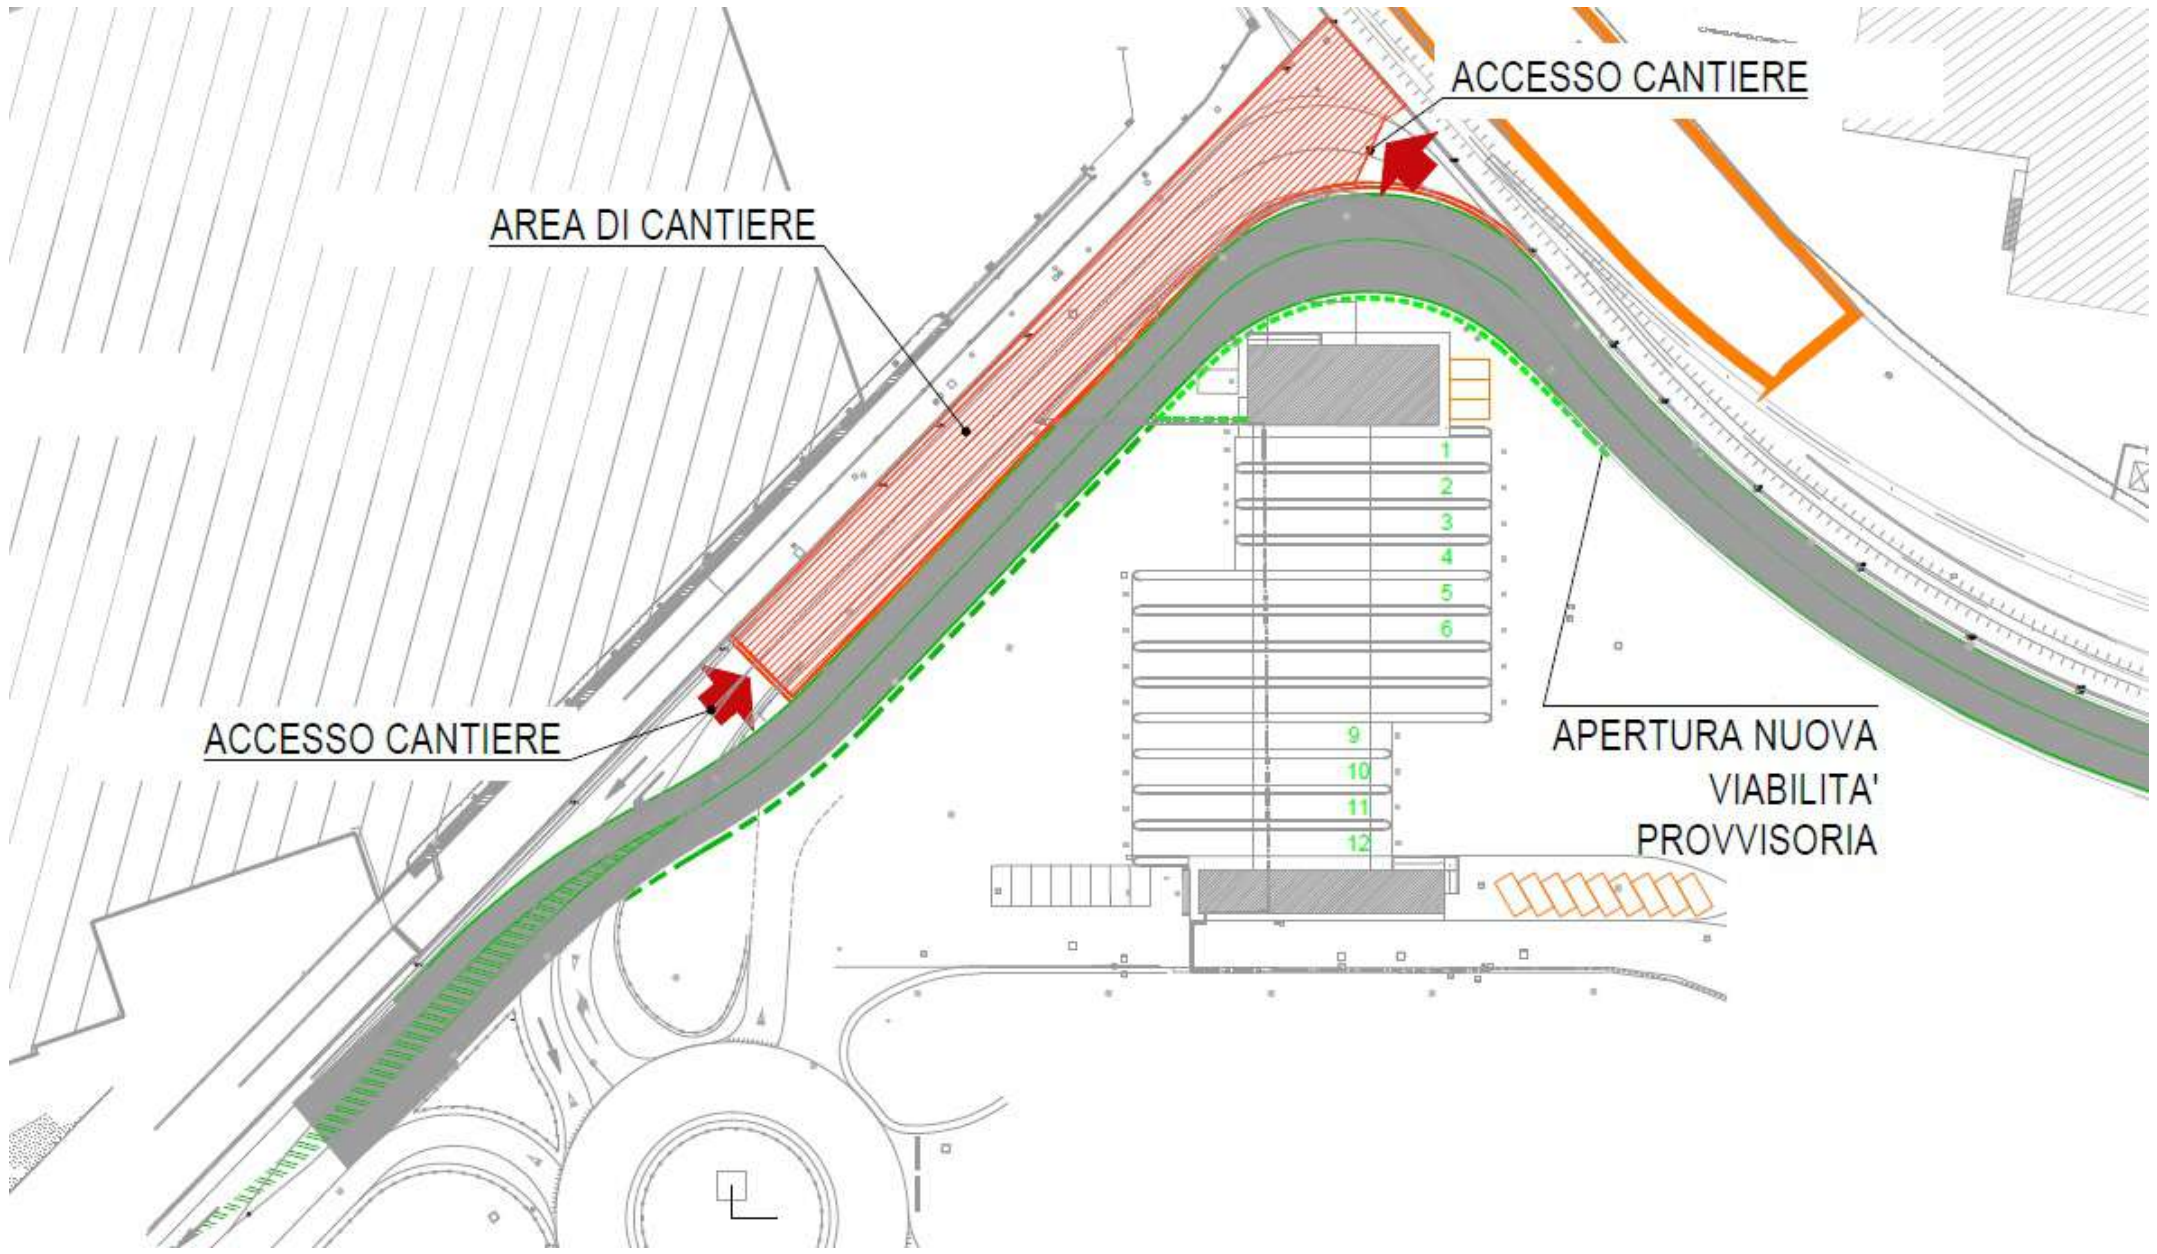 ACCESSO CANTIERE
AREA DI CANTIERE
1
2
3
4
5
6
ACCESSO CANTIERE
APERTURA NUOVA
VIABILITA'
PROVVISORIA
9
10
11
12